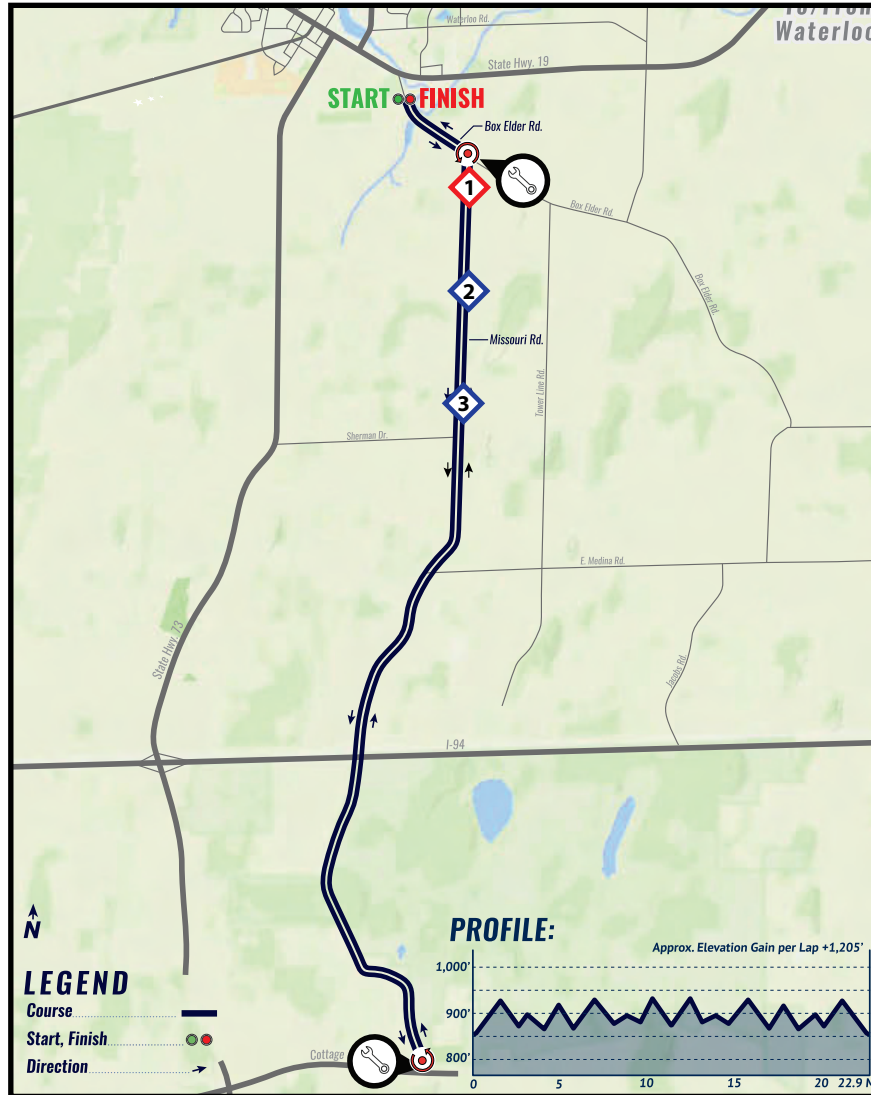 To/From
Waterloo
Waterloo Rd.
State Hwy. 19
START
FINISH
Box Elder Rd.
1
Box Elder Rd.
2
Box Elder Rd.
Missouri Rd.
Tower Line Rd.
3
Sherman Dr.
E. Medina Rd.
State Hwy. 73
Jacobs Rd.
I-94
N
LEGEND
Course
Start, Finish
Direction
Cottage
PROFILE:
Approx. Elevation Gain per Lap +1,205’
1,000’
900’
800’
0 5 10 15 20 22.9